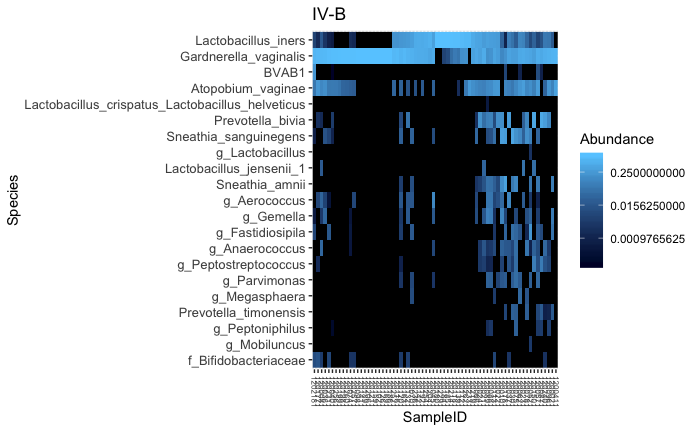 IV-B
Species
Lactobacillus_iners
Gardnerella_vaginalis
BVAB1
Atopobium_vaginae
Lactobacillus_crispatus_Lactobacillus_helveticus
Prevotella_bivia
Sneathia_sanguinegens
g_Lactobacillus
Lactobacillus_jensenii_1
Sneathia_amnii
g_Aerococcus
g_Gemella
g_Fastidiosipila
g_Anaerococcus
g_Peptostreptococcus
g_Parvimonas
g_Megasphaera
Prevotella_timonensis
g_Peptoniphilus
g_Mobiluncus
f_Bifidobacteriaceae
SampleID
Abundance
0.2500000000
0.0156250000
0.0009765625